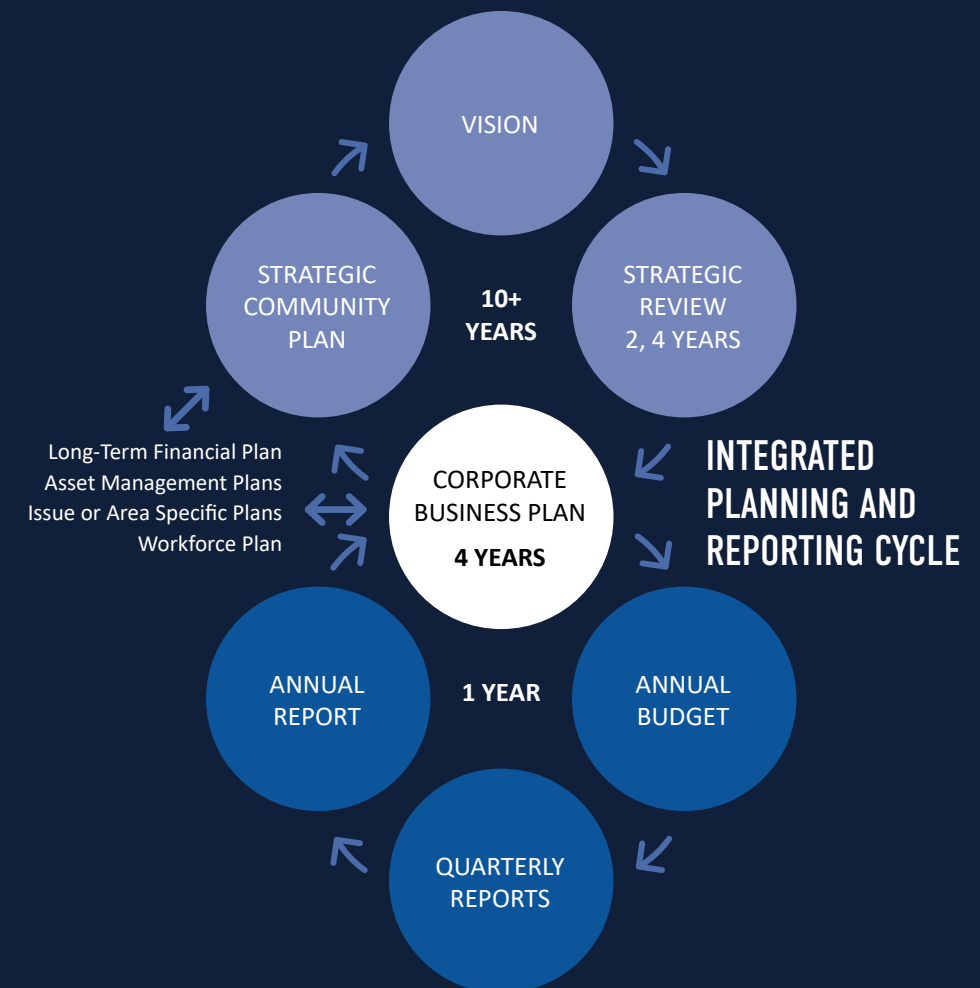 VISION
STRATEGIC
COMMUNITY
PLAN
10+
YEARS
STRATEGIC
REVIEW
2, 4 YEARS
Long-Term Financial Plan
Asset Management Plans
Issue or Area Specific Plans
Workforce Plan
CORPORATE
BUSINESS PLAN
4 YEARS
INTEGRATED
PLANNING AND
REPORTING CYCLE
ANNUAL
REPORT
1 YEAR
ANNUAL
BUDGET
QUARTERLY
REPORTS